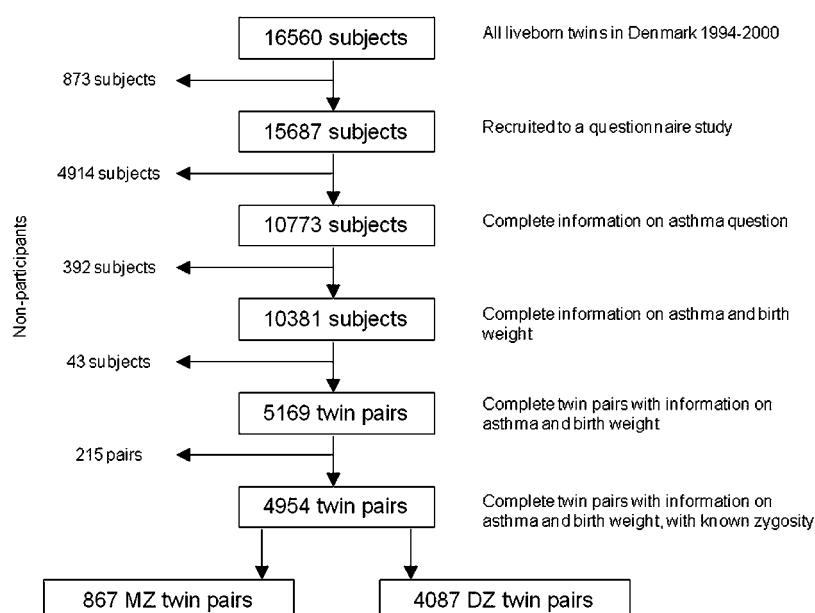 16560 subjects
All liveborn twins in Denmark 1994-2000
873 subjects
15687 subjects
Recruited to a questionnaire study
4914 subjects
10773 subjects
Complete information on asthma question
Non-participants
392 subjects
10381 subjects
Complete information on asthma and birth
weight
43 subjects
5169 twin pairs
Complete twin pairs with information on
asthma and birth weight
215 pairs
4954 twin pairs
Complete twin pairs with information on
asthma and birth weight, with known zygosity
867 MZ twin pairs
4087 DZ twin pairs